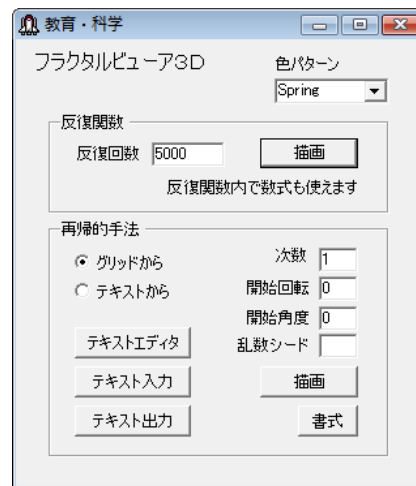 教育・科学
フラクタルビューア3D
色パターン
Spring
反復関数
反復回数 5000 描画
反復関数内で数式も使えます
再帰的手法
グリッドから
テキストから
次数 1
開始回転 0
開始角度 0
乱数シード
テキストエディタ
テキスト入力
描画
テキスト出力
書式